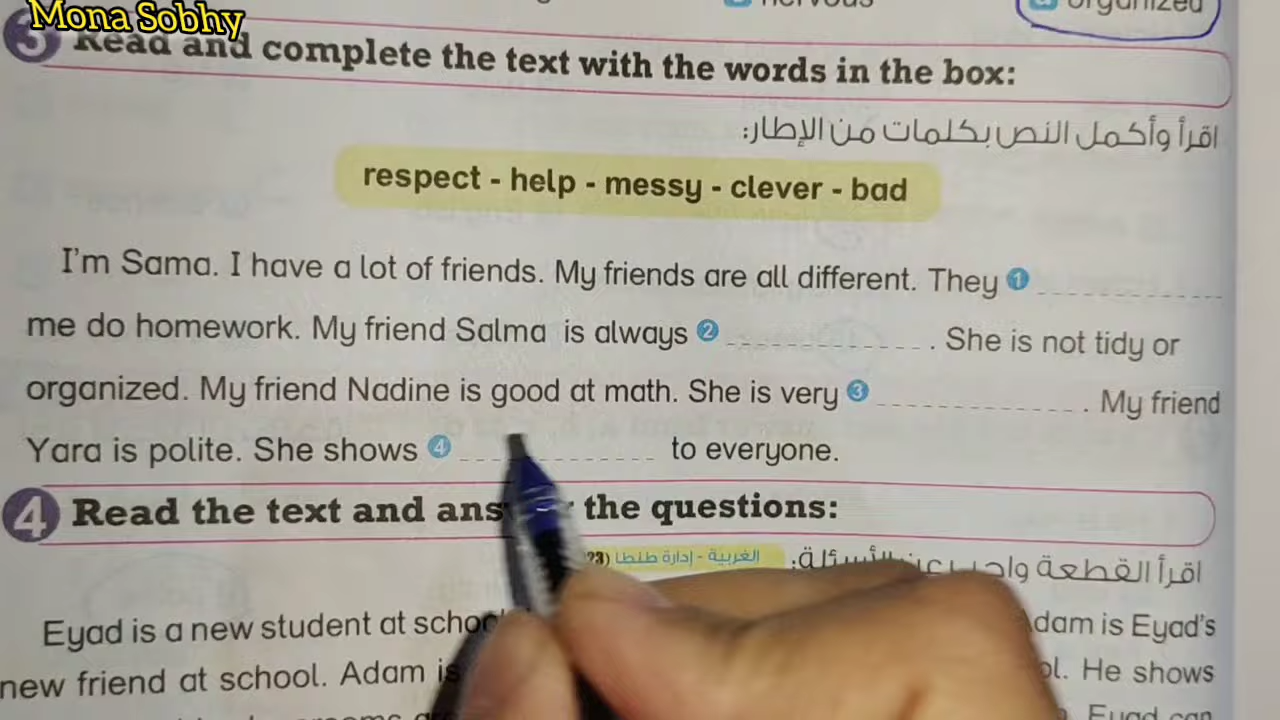 nervous
organized
Mona Sobhy
3 Read and complete the text with the words in the box:
اقرأ وأكمل النص بكلمات من الإطار:
respect - help - messy - clever - bad
I'm Sama. I have a lot of friends. My friends are all different. They 1
me do homework. My friend Salma is always 2 . She is not tidy or
organized. My friend Nadine is good at math. She is very 3 . My friend
Yara is polite. She shows 4 to everyone.
4 Read the text and the questions:
الغربية - إدارة طنطا
اقرأ القطعة الأسئلة:
Eyad is a new student at Adam is Eyad's
new friend at school. Adam is He shows
Eyad can